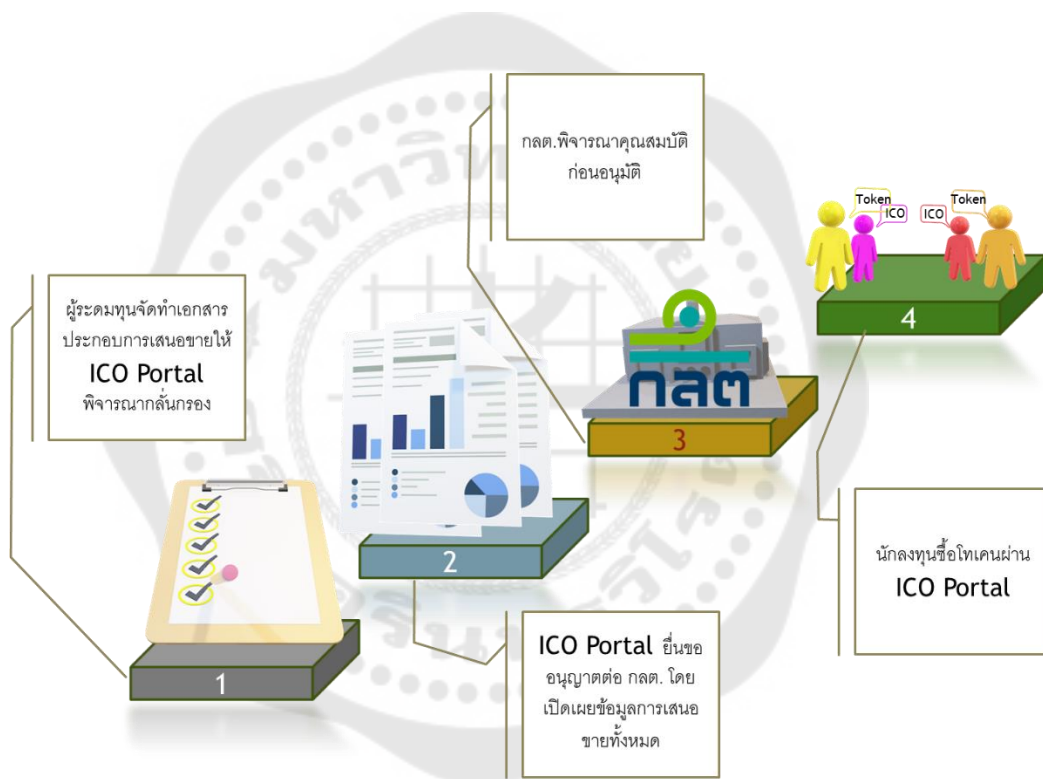 ผู้ระดมทุนจัดทำเอกสาร
ประกอบการเสนอขายให้
ICO Portal
พิจารณากลั่นกรอง
1
2
ICO Portal ยื่นขอ
อนุญาตต่อ กลต. โดย
เปิดเผยข้อมูลการเสนอ
ขายทั้งหมด
กลต.พิจารณาคุณสมบัติ
ก่อนอนุมัติ
กลต
3
Token
ICO
ICO
Token
4
นักลงทุนซื้อโทเคนผ่าน
ICO Portal